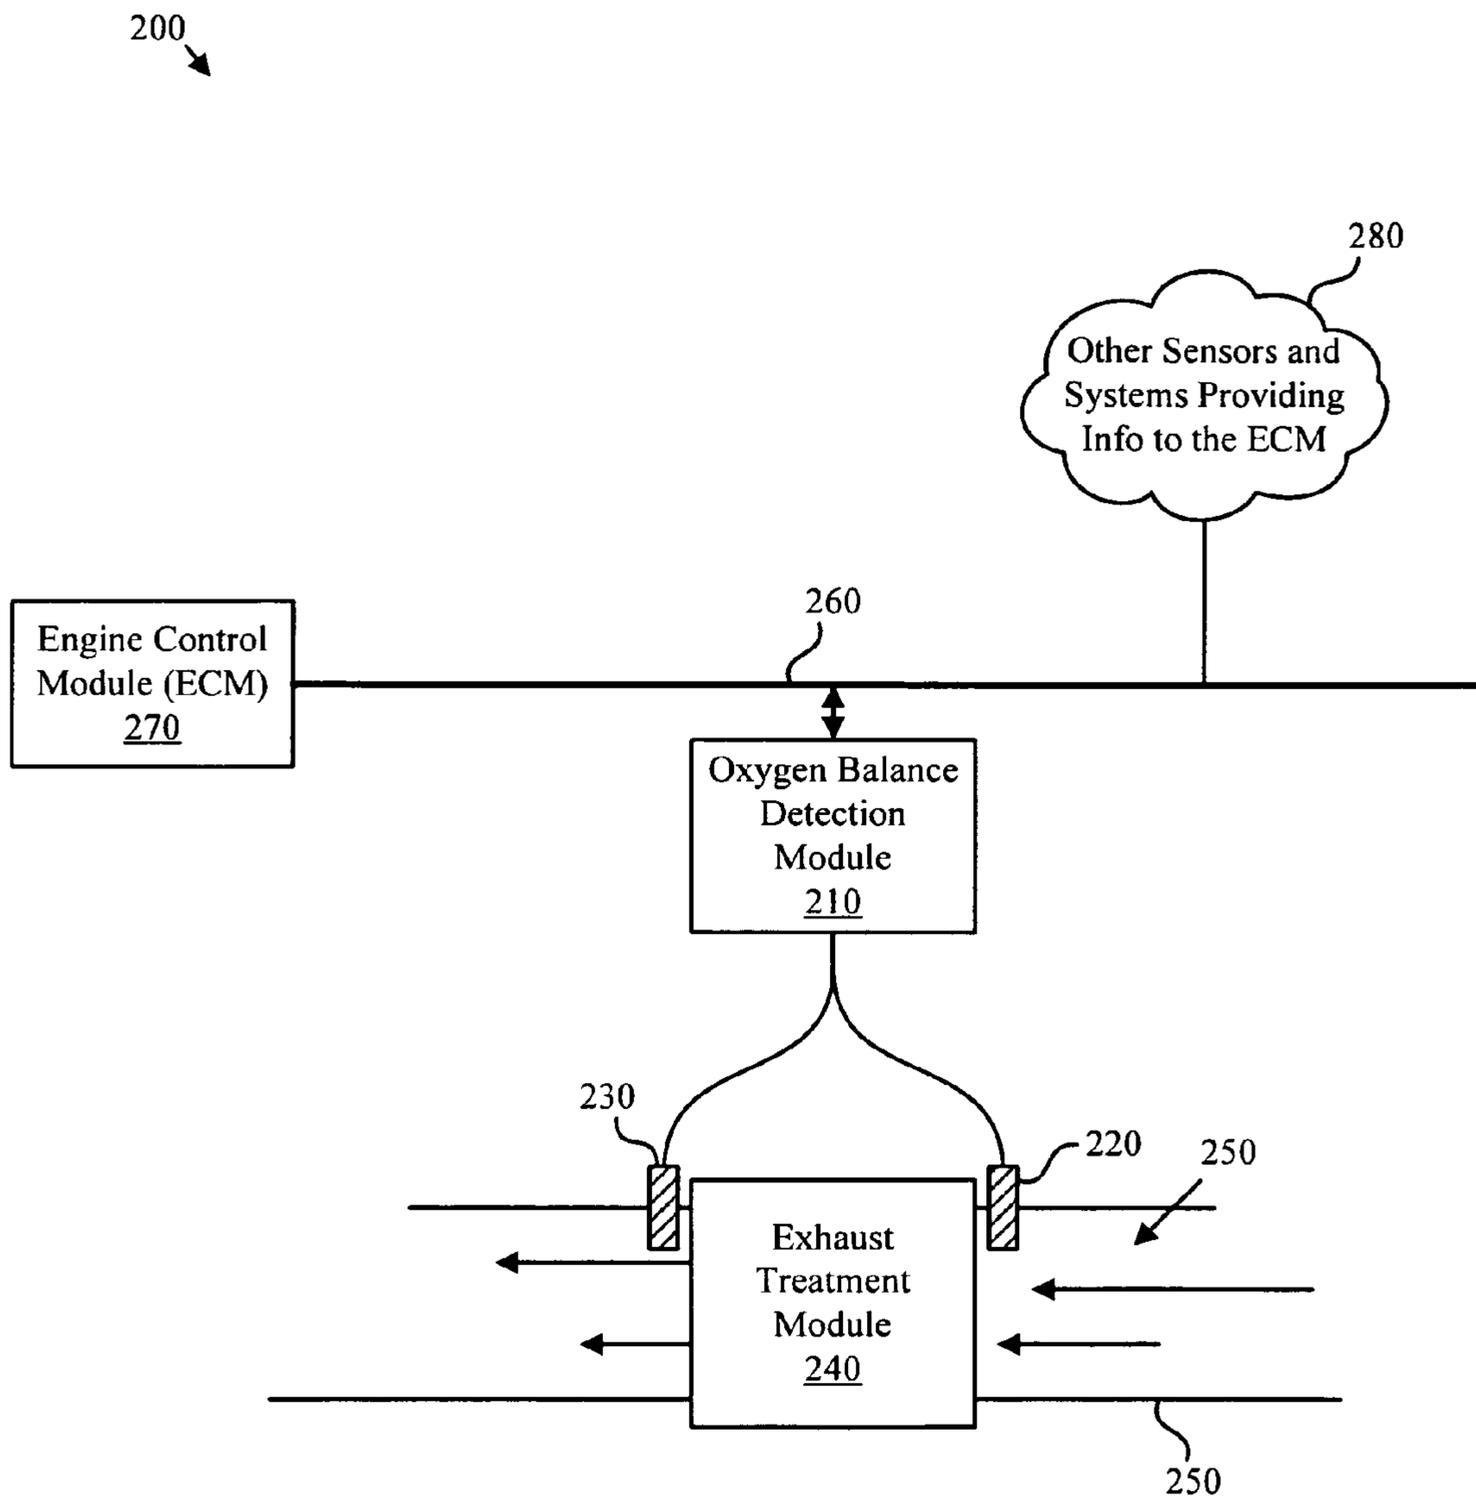 200
280
Other Sensors and
Systems Providing
Info to the ECM
260
Engine Control
Module (ECM)
270
Oxygen Balance
Detection
Module
210
230
220
250
Exhaust
Treatment
Module
240
250